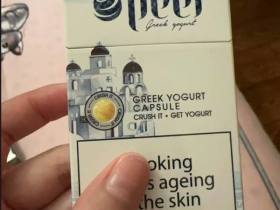 Greek yogurt
GREEK YOGURT
CAPSULE
CRUSH IT • GET YOGURT
oking
s ageing
the skin